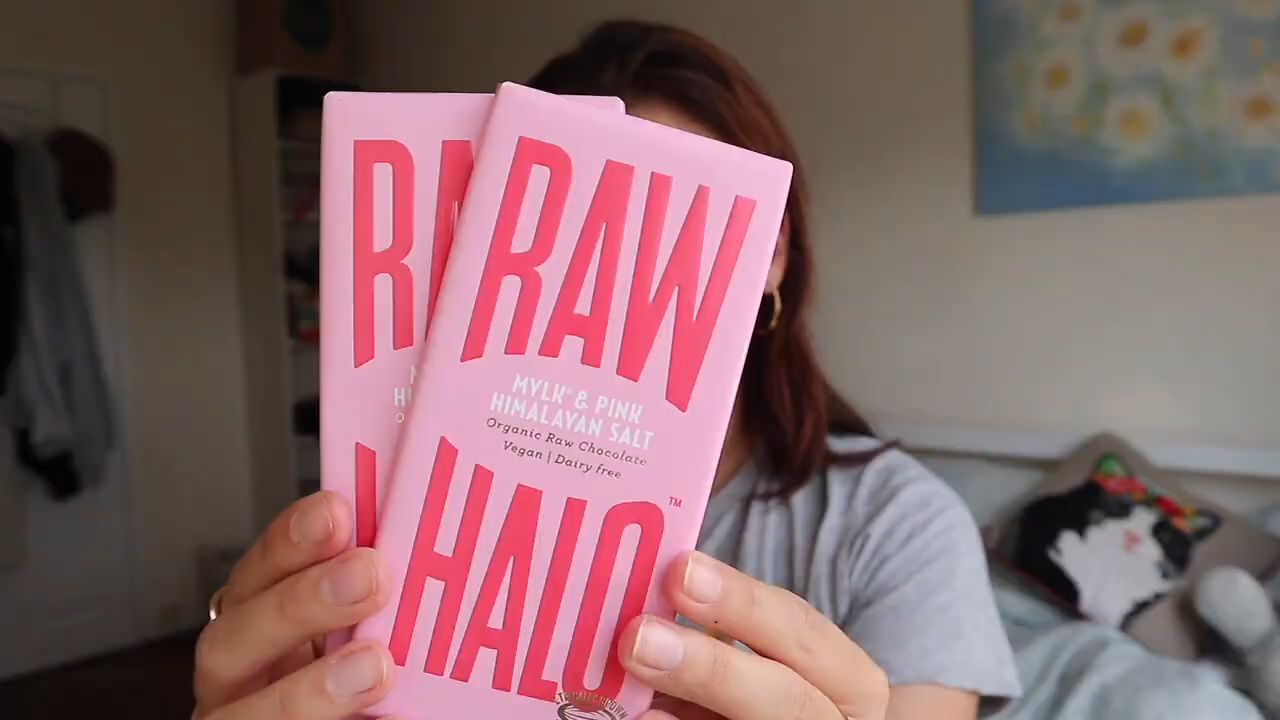 RAW
MYLK® & PINK
HIMALAYAN SALT
Organic Raw Chocolate
Vegan | Dairy free
HALO™